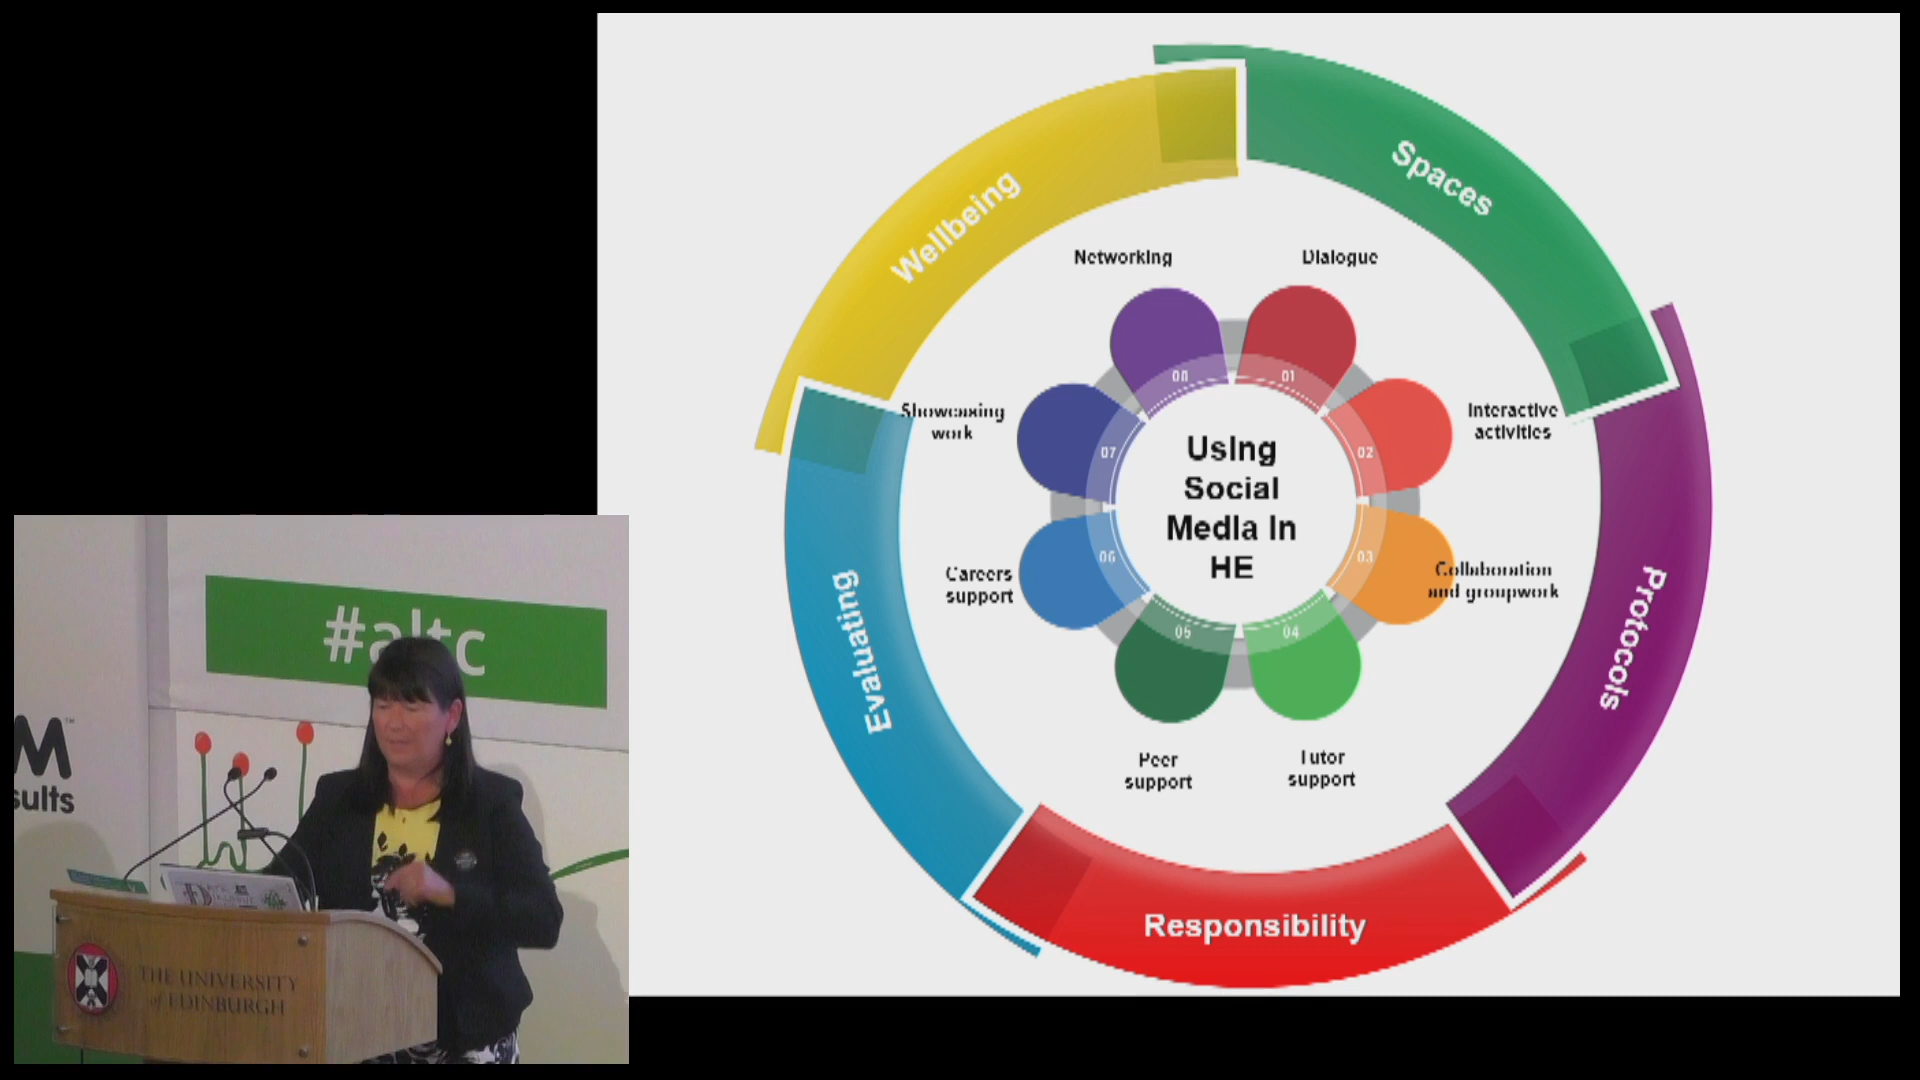 Wellbeing
Spaces
Networking
Dialogue
Showcasing
work
Interactive
activities
08
01
07
02
Using
Social
Media in
HE
06
03
Careers
support
Collaboration
and groupwork
05
04
Evaluating
Protocols
Peer
support
Tutor
support
Responsibility
#altc
M™
sults
THE UNIVERSITY
of EDINBURGH